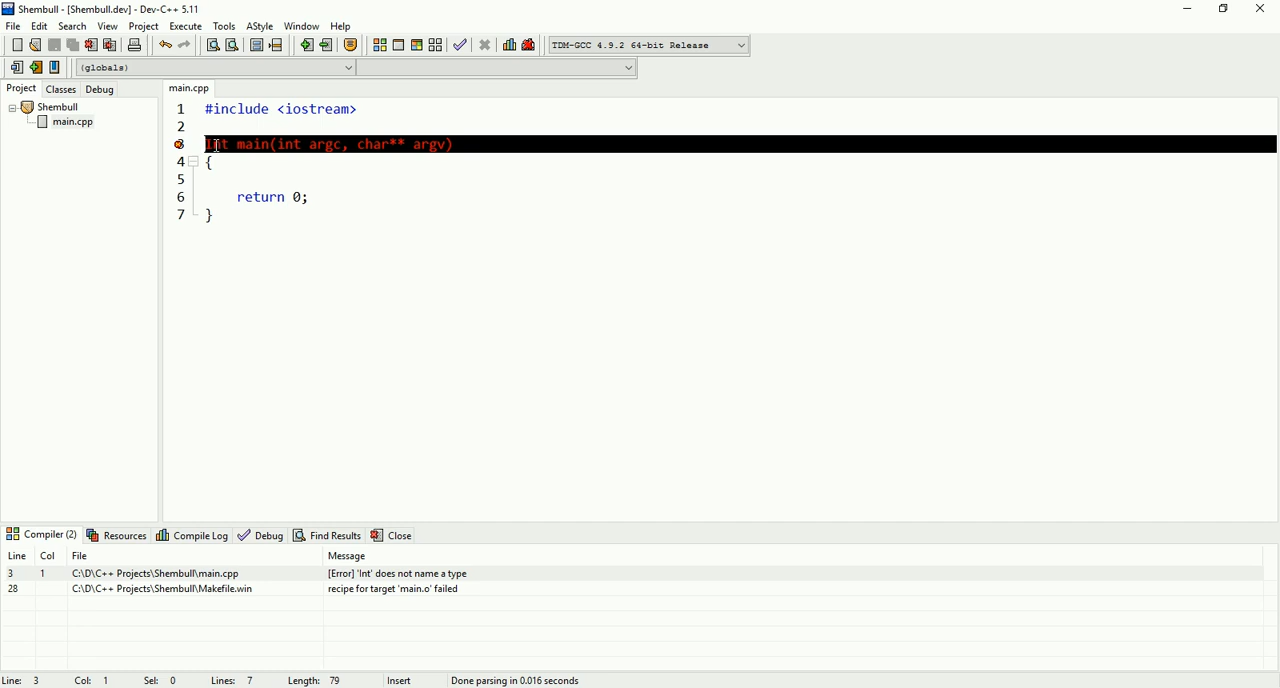 Shembull - [Shembull.dev] - Dev-C++ 5.11
File Edit Search View Project Execute Tools AStyle Window Help
TDM-GCC 4.9.2 64-bit Release
(globals)
Project Classes Debug
main.cpp
Shembull
main.cpp
1 #include <iostream>
2
3 Int main(int argc, char** argv)
4 {
5
6 return 0;
7 }
Compiler (2) Resources Compile Log Debug Find Results Close
Line Col File Message
3 1 C:\D\C++ Projects\Shembull\main.cpp [Error] 'Int' does not name a type
28 C:\D\C++ Projects\Shembull\Makefile.win recipe for target 'main.o' failed
Line: 3 Col: 1 Sel: 0 Lines: 7 Length: 79 Insert Done parsing in 0.016 seconds